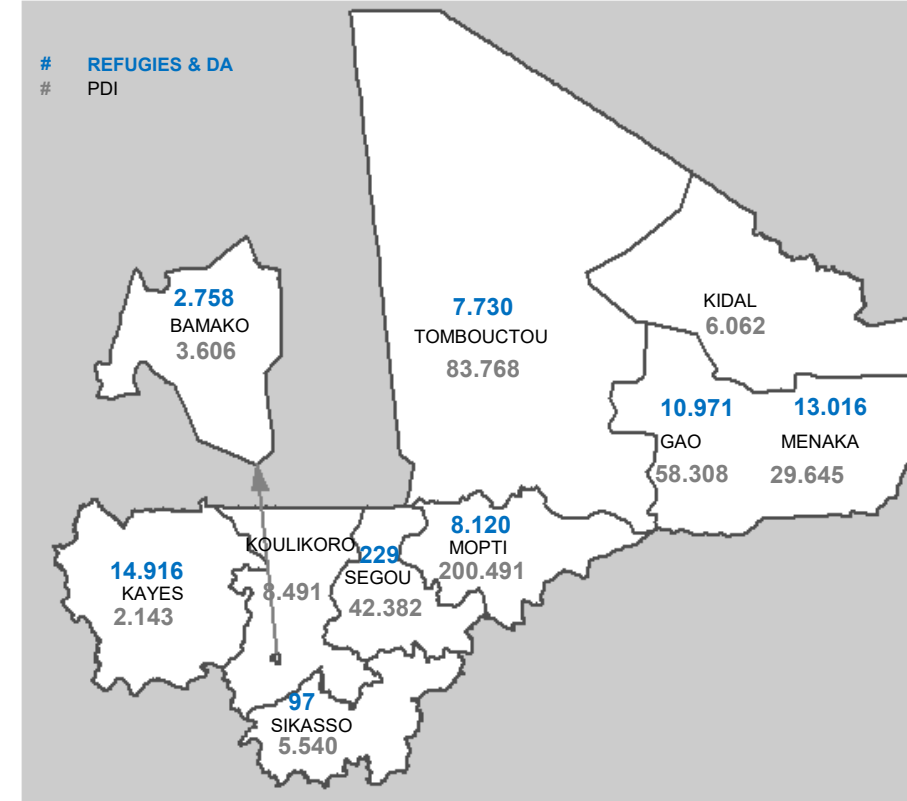 # REFUGIES & DA
# PDI
2.758
BAMAKO
3.606
7.730
TOMBOUCTOU
83.768
KIDAL
6.062
10.971
GAO
58.308
13.016
MENAKA
29.645
14.916
KAYES
2.143
KOULIKORO
8.491
229
SEGOU
42.382
8.120
MOPTI
200.491
97
SIKASSO
5.540